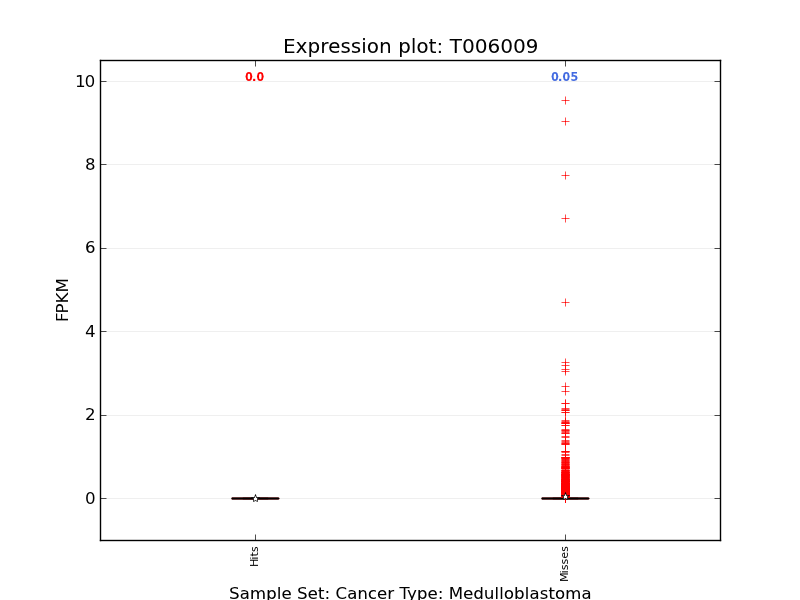 Expression plot: T006009
0.0
0.05
10
8
6
4
2
0
FPKM
Hits
Misses
Sample Set: Cancer Type: Medulloblastoma